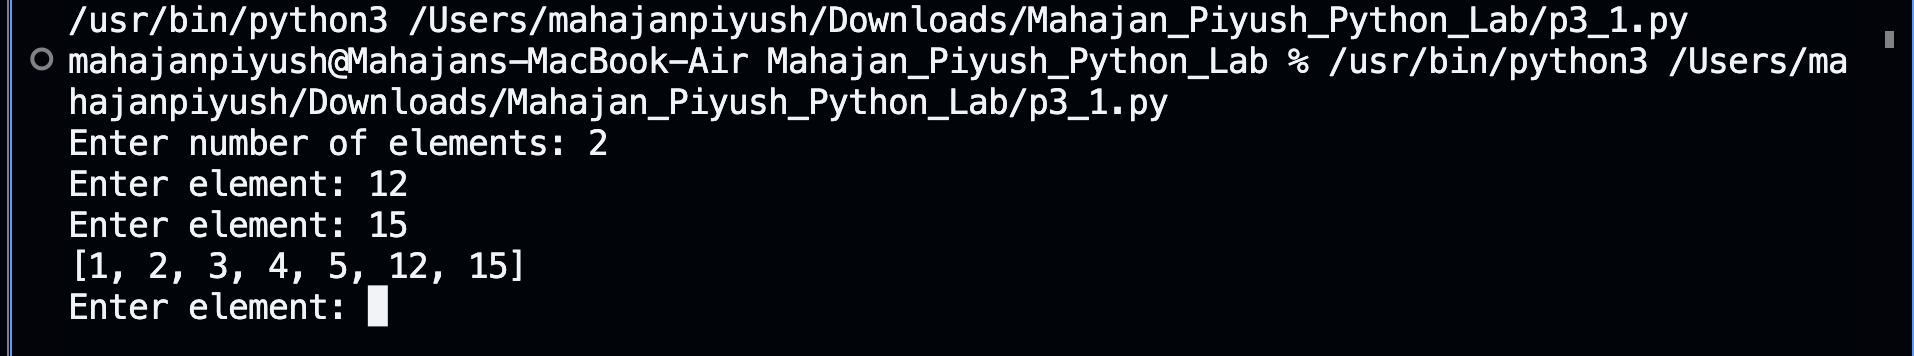 /usr/bin/python3 /Users/mahajanpiyush/Downloads/Mahajan_Piyush_Python_Lab/p3_1.py
mahajanpiyush@Mahajans-MacBook-Air Mahajan_Piyush_Python_Lab % /usr/bin/python3 /Users/ma
hajanpiyush/Downloads/Mahajan_Piyush_Python_Lab/p3_1.py
Enter number of elements: 2
Enter element: 12
Enter element: 15
[1, 2, 3, 4, 5, 12, 15]
Enter element: